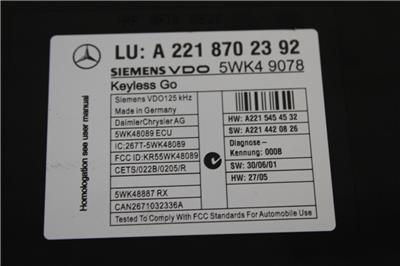 LU: A 221 870 23 92
SIEMENS VDO 5WK4 9078
Keyless Go
Siemens VDO125 kHz
Made in Germany
DaimlerChrysler AG
5WK48089 ECU
IC:267T-5WK48089
FCC ID:KR55WK48089
CETS/022B/0205/R
5WK48887 RX
CAN2671032336A
HW: A221 545 45 32
SW: A221 442 08 26
Diagnose –
Kennung: 000B
SW: 30/06/01
HW: 27/05
Tested To Comply With FCC Standards For Automotive Use
Homologation see user manual